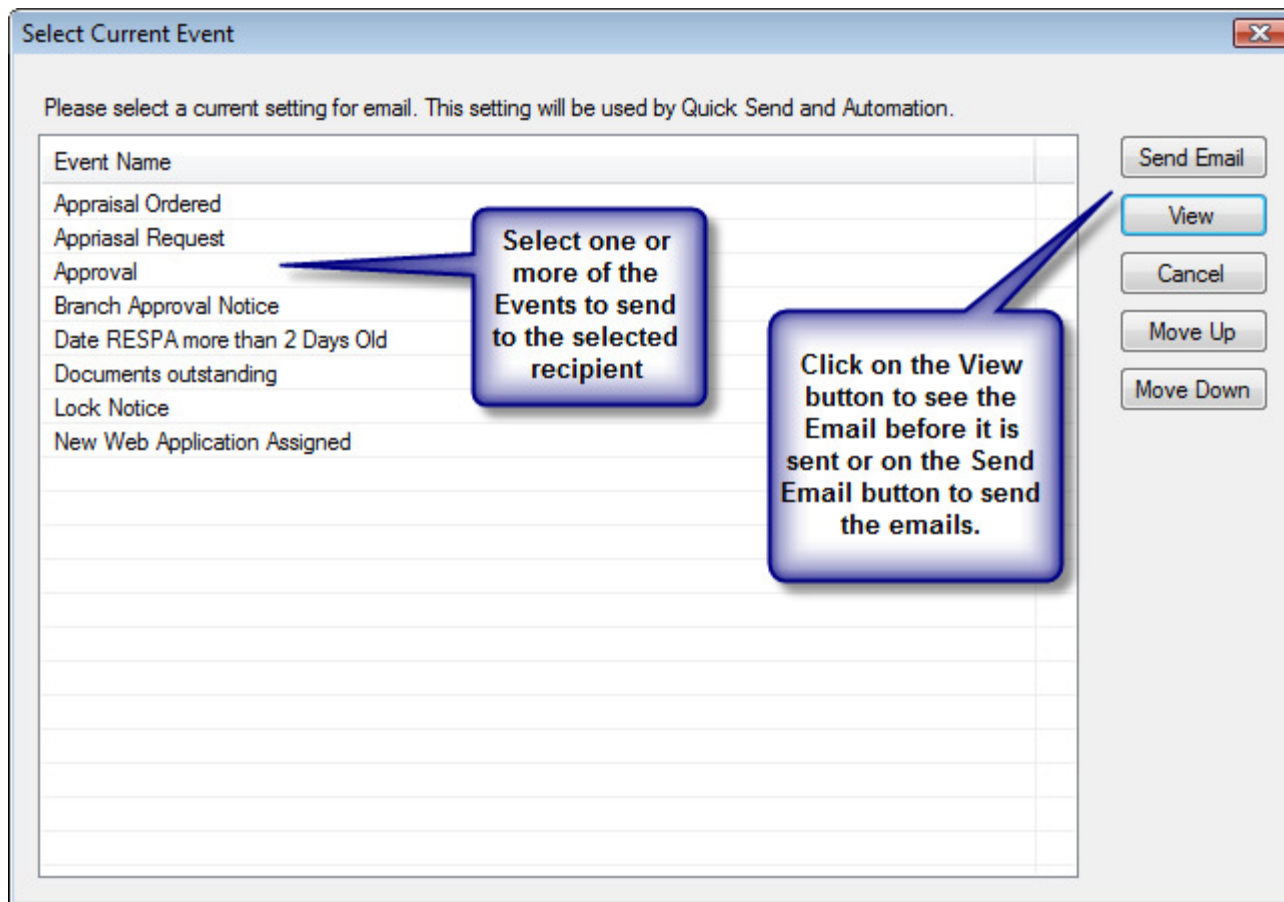 Select Current Event
Please select a current setting for email. This setting will be used by Quick Send and Automation.
Event Name
Appraisal Ordered
Appriasal Request
Approval
Branch Approval Notice
Date RESPA more than 2 Days Old
Documents outstanding
Lock Notice
New Web Application Assigned
Select one or
more of the
Events to send
to the selected
recipient
Click on the View
button to see the
Email before it is
sent or on the Send
Email button to send
the emails.
Send Email
View
Cancel
Move Up
Move Down